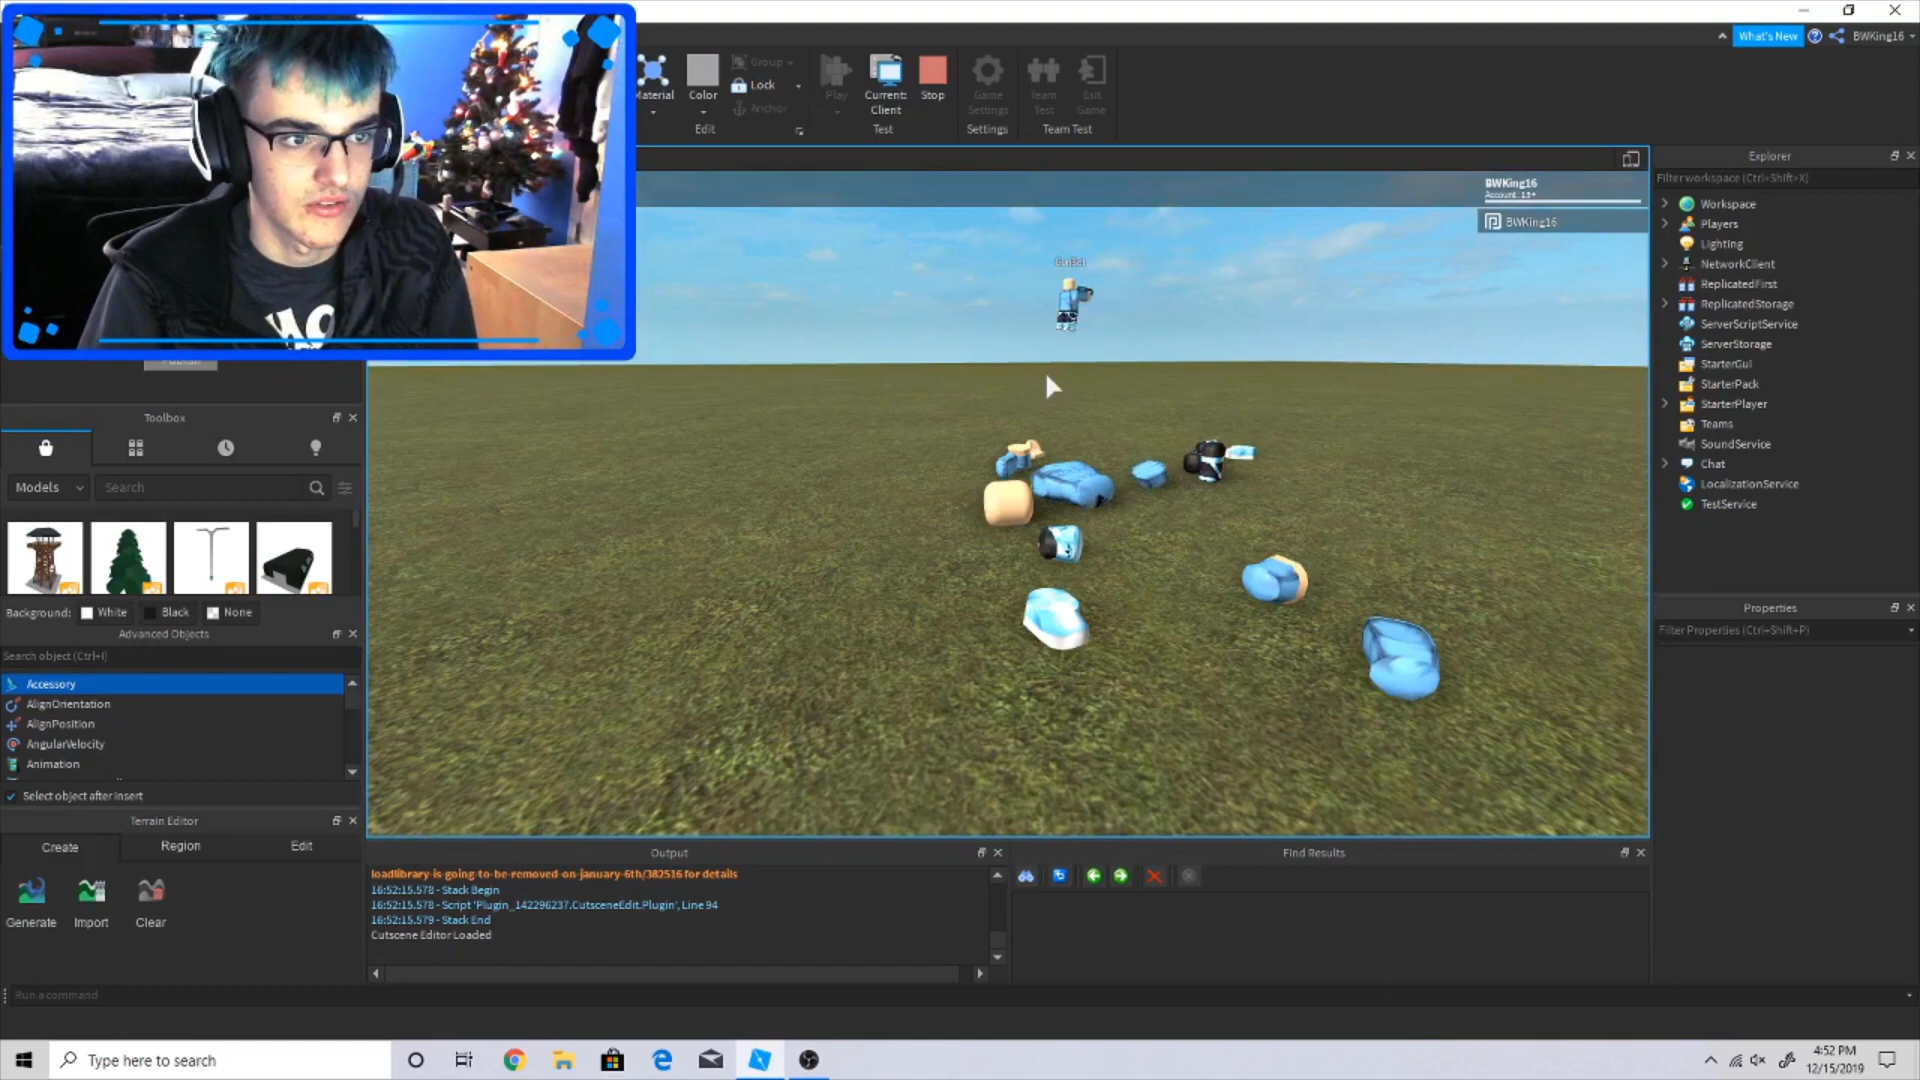 What's New
BWKing16
Material
Color
Group
Lock
Anchor
Edit
Play
Current:
Client
Stop
Test
Game
Settings
Settings
Team
Test
Exit
Game
Team Test
BWKing16
Account: 13+
BWKing16
Explorer
Filter workspace (Ctrl+Shift+X)
Workspace
Players
Lighting
NetworkClient
ReplicatedFirst
ReplicatedStorage
ServerScriptService
ServerStorage
StarterGui
StarterPack
StarterPlayer
Teams
SoundService
Chat
LocalizationService
TestService
Properties
Filter Properties (Ctrl+Shift+P)
Publish
Toolbox
Models
Search
Background: White Black None
Advanced Objects
Search object (Ctrl+I)
Accessory
AlignOrientation
AlignPosition
AngularVelocity
Animation
Select object after insert
Terrain Editor
Create Region Edit
Generate Import Clear
Output
loadlibrary-is-going-to-be-removed-on-january-6th/382516 for details
16:52:15.578 - Stack Begin
16:52:15.578 - Script 'Plugin_142296237.CutsceneEdit.Plugin', Line 94
16:52:15.579 - Stack End
Cutscene Editor Loaded
Find Results
Run a command
Type here to search
4:52 PM
12/15/2019